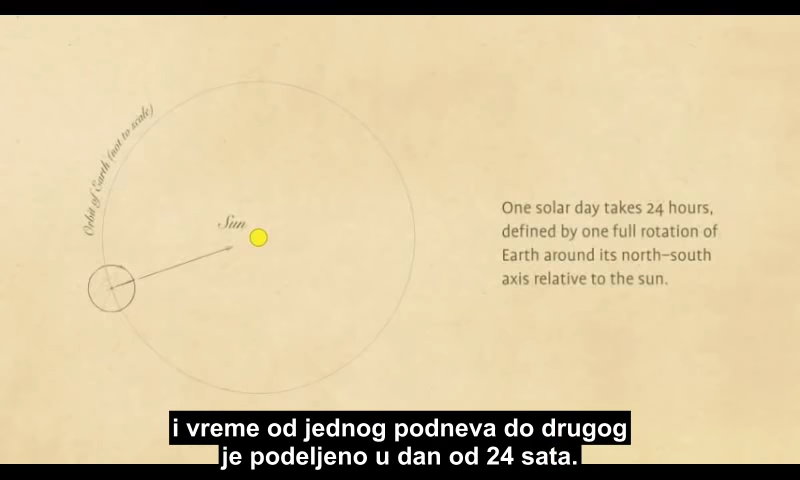 Orbit of Earth (not to scale)
Sun
One solar day takes 24 hours,
defined by one full rotation of
Earth around its north–south
axis relative to the sun.
i vreme od jednog podneva do drugog
je podeljeno u dan od 24 sata.